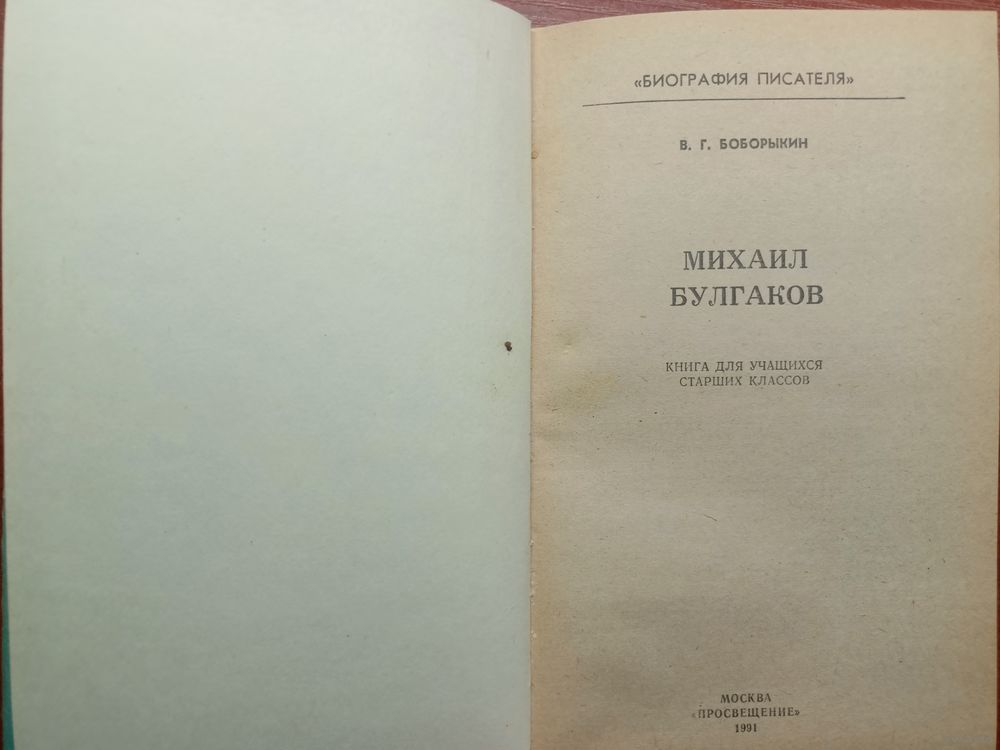 «БИОГРАФИЯ ПИСАТЕЛЯ»
В. Г. БОБОРЫКИН
МИХАИЛ
БУЛГАКОВ
КНИГА ДЛЯ УЧАЩИХСЯ
СТАРШИХ КЛАССОВ
МОСКВА
«ПРОСВЕЩЕНИЕ»
1991